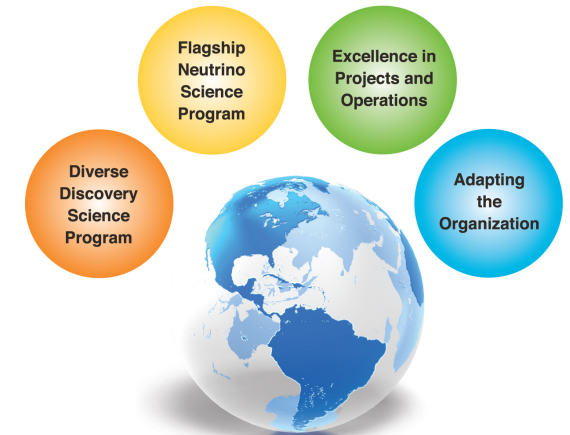 Flagship
Neutrino
Science
Program
Excellence in
Projects and
Operations
Diverse
Discovery
Science
Program
Adapting
the
Organization